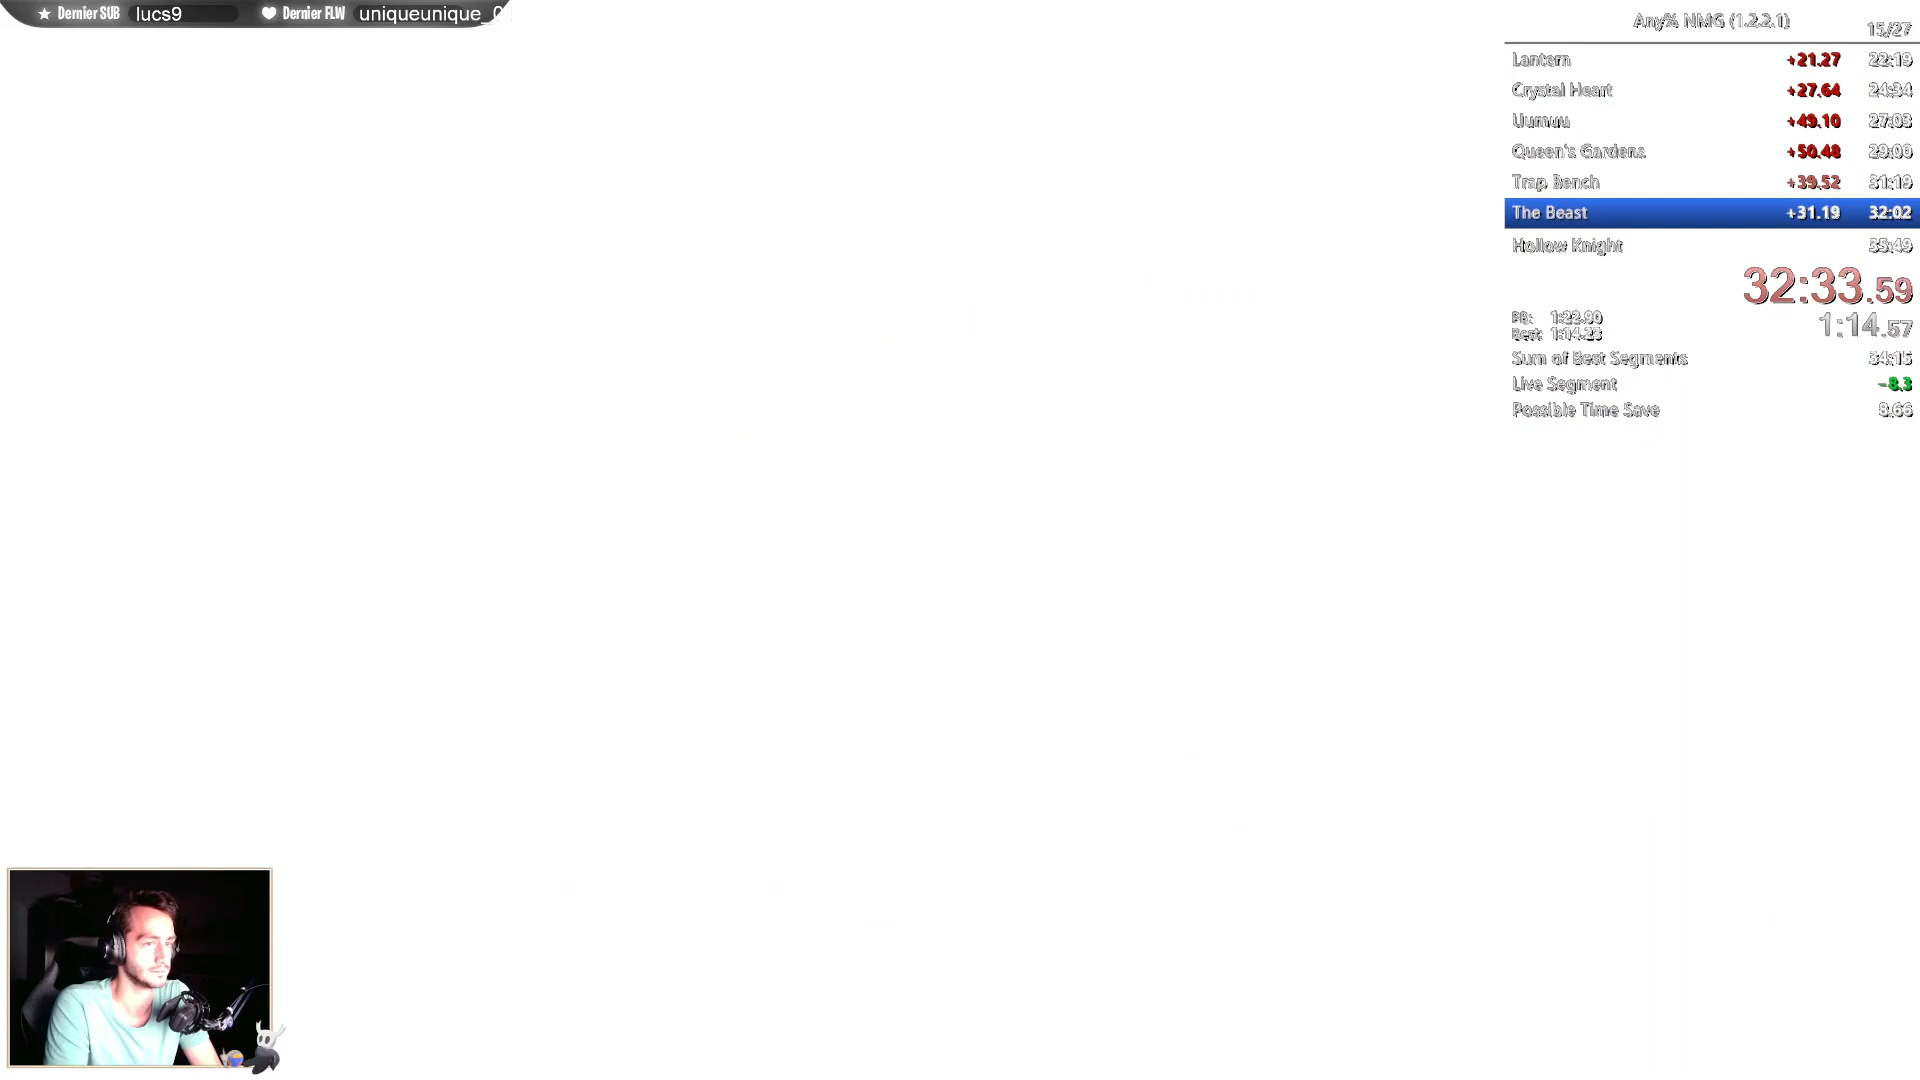 Dernier SUB lucs9 Dernier FLW uniqueunique_0
Any% NMG (1.2.2.1)
15/27
Lantern +21.27 22:19
Crystal Heart +27.64 24:34
Uumuu +49.10 27:03
Queen's Gardens +50.48 29:00
Trap Bench +39.52 31:19
The Beast +31.19 32:02
Hollow Knight 35:49
32:33.59
PB: 1:22.90 1:14.57
Best: 1:14.23
Sum of Best Segments 34:15
Live Segment -8.3
Possible Time Save 8.66